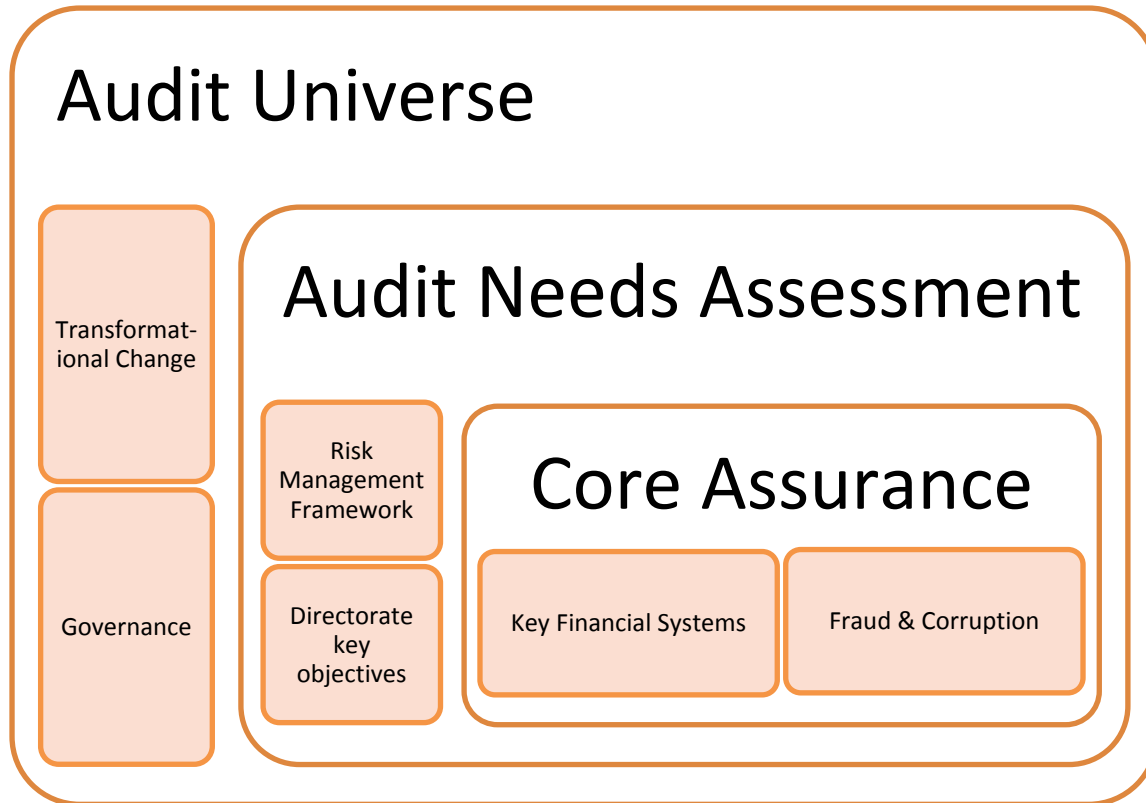 Audit Universe
Transformat-
ional Change
Governance
Audit Needs Assessment
Risk
Management
Framework
Directorate
key
objectives
Core Assurance
Key Financial Systems
Fraud & Corruption